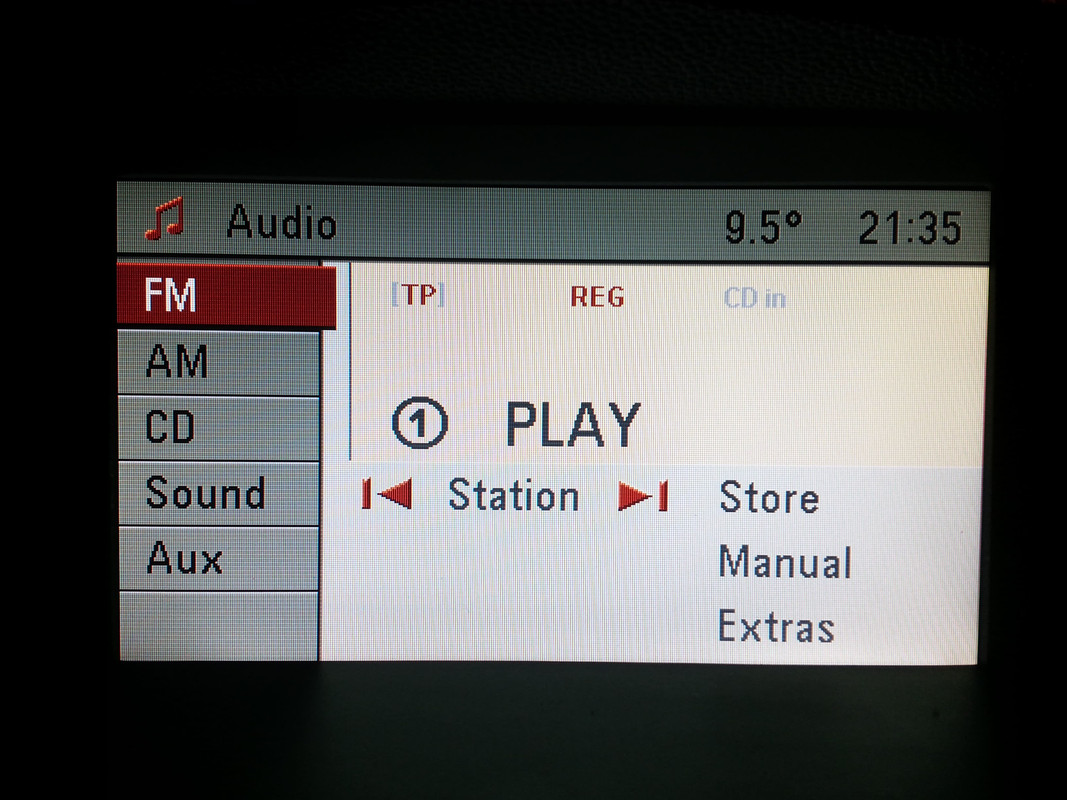 Audio 9.5° 21:35
FM
[TP] REG CD in
AM
CD
① PLAY
Sound
Station Store
Aux
Manual
Extras